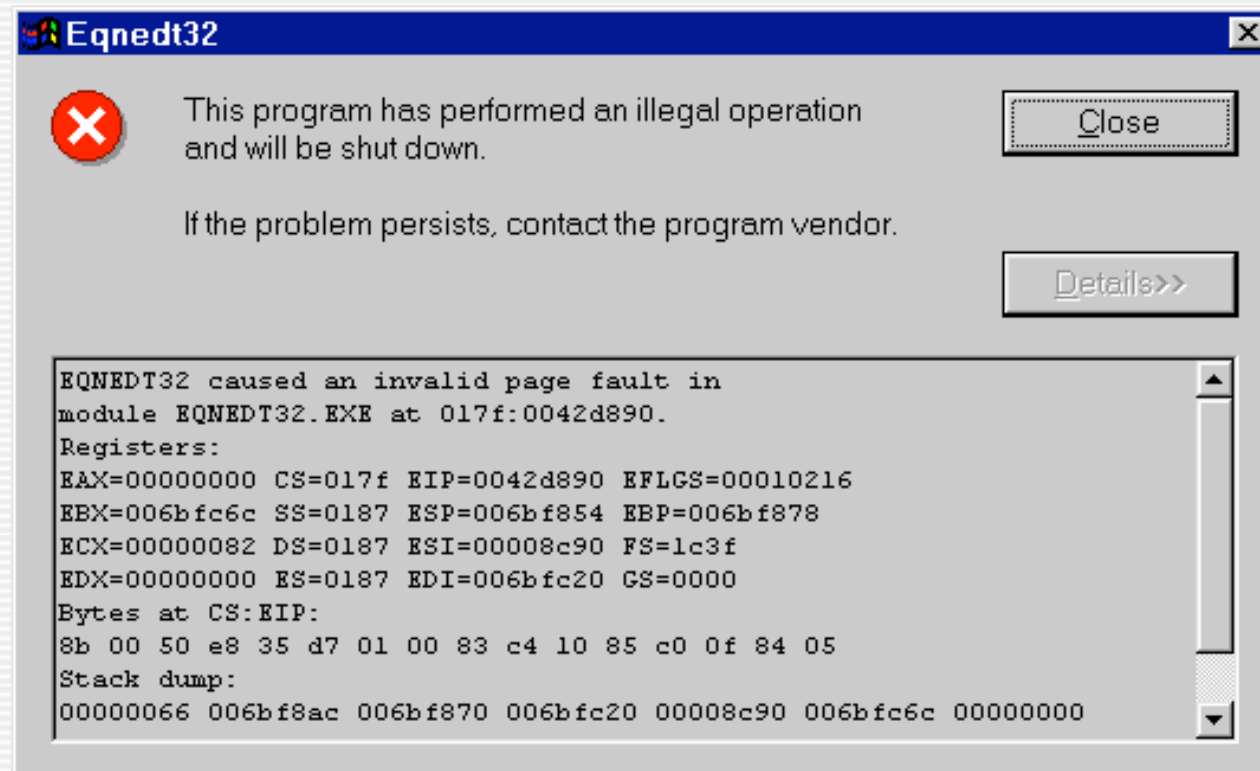 Eqnedt32
This program has performed an illegal operation
and will be shut down.
Close
If the problem persists, contact the program vendor.
Details>>
EQNEDT32 caused an invalid page fault in
module EQNEDT32.EXE at 017f:0042d890.
Registers:
EAX=00000000 CS=017f EIP=0042d890 EFLGS=00010216
EBX=006bfc6c SS=0187 ESP=006bf854 EBP=006bf878
ECX=00000082 DS=0187 ESI=00008c90 FS=1c3f
EDX=00000000 ES=0187 EDI=006bfc20 GS=0000
Bytes at CS:EIP:
8b 00 50 e8 35 d7 01 00 83 c4 10 85 c0 0f 84 05
Stack dump:
00000066 006bf8ac 006bf870 006bfc20 00008c90 006bfc6c 00000000